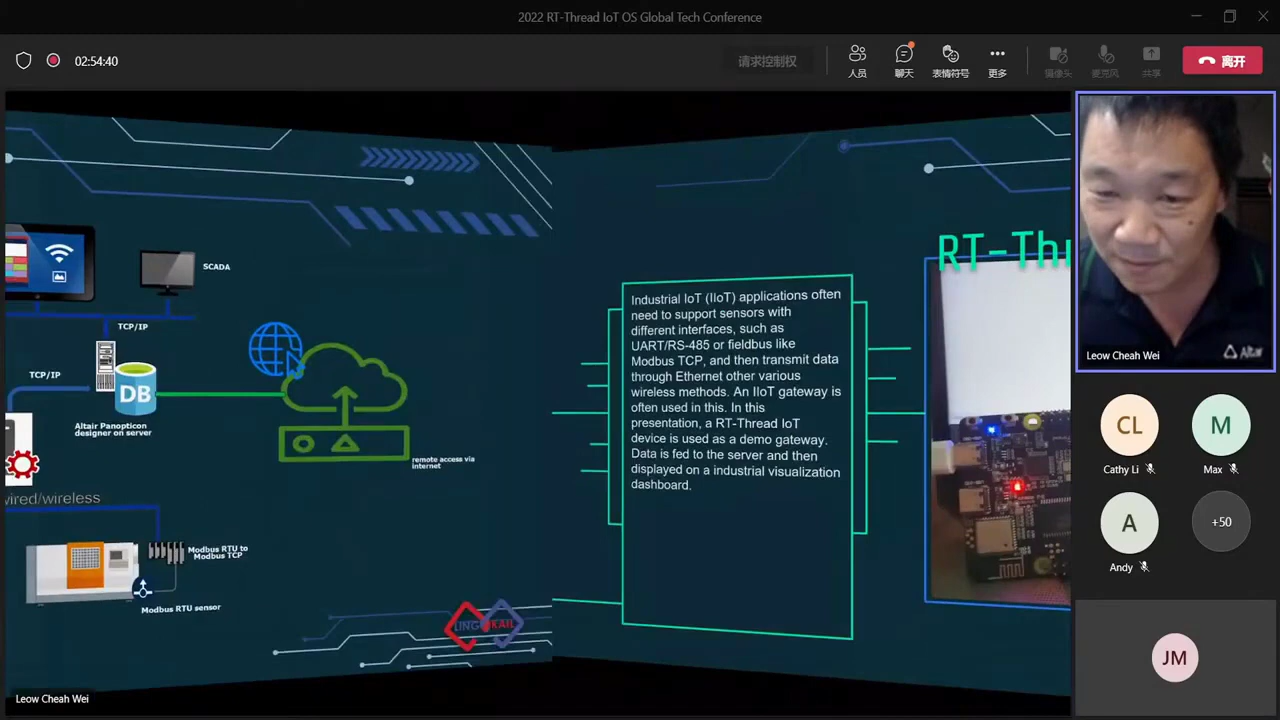 2022 RT-Thread IoT OS Global Tech Conference
02:54:40
请求控制权
人员
聊天
表情符号
更多
摄像头
麦克风
共享
离开
SCADA
TCP/IP
TCP/IP
DB
Altair Panopticon
designer on server
remote access via
internet
wired/wireless
Modbus RTU to
Modbus TCP
Modbus RTU sensor
Industrial IoT (IIoT) applications often
need to support sensors with
different interfaces, such as
UART/RS-485 or fieldbus like
Modbus TCP, and then transmit data
through Ethernet other various
wireless methods. An IIoT gateway is
often used in this. In this
presentation, a RT-Thread IoT
device is used as a demo gateway.
Data is fed to the server and then
displayed on a industrial visualization
dashboard.
RT-Thr
Leow Cheah Wei
Altair
Leow Cheah Wei
CL
Cathy Li
M
Max
A
Andy
+50
JM